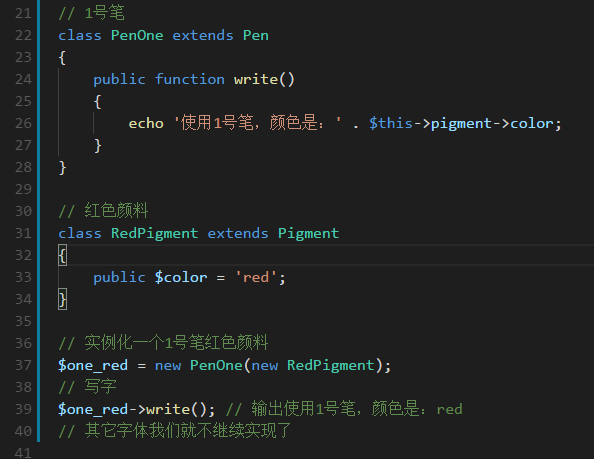 21 // 1号笔
22 class PenOne extends Pen
23 {
24     public function write()
25     {
26         echo '使用1号笔，颜色是：' . $this->pigment->color;
27     }
28 }
29
30 // 红色颜料
31 class RedPigment extends Pigment
32 {
33     public $color = 'red';
34 }
35
36 // 实例化一个1号笔红色颜料
37 $one_red = new PenOne(new RedPigment);
38 // 写字
39 $one_red->write(); // 输出使用1号笔，颜色是：red
40 // 其它字体我们就不继续实现了
41